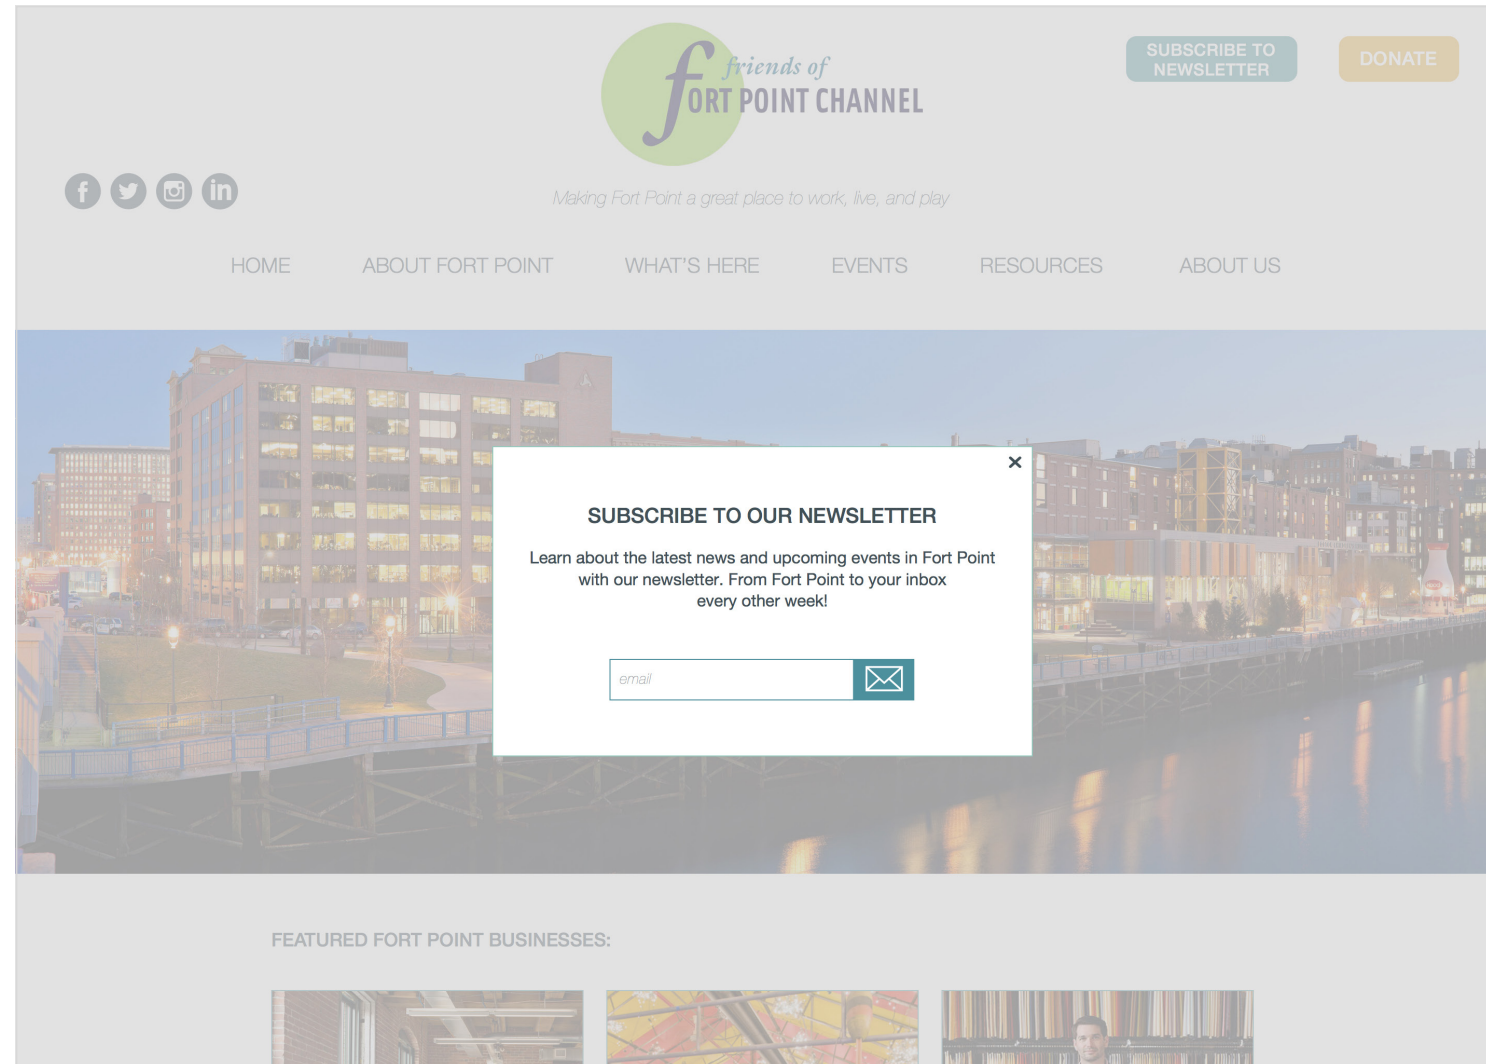 friends of
FORT POINT CHANNEL
SUBSCRIBE TO
NEWSLETTER
DONATE
Making Fort Point a great place to work, live, and play
HOME ABOUT FORT POINT WHAT'S HERE EVENTS RESOURCES ABOUT US
SUBSCRIBE TO OUR NEWSLETTER
Learn about the latest news and upcoming events in Fort Point
with our newsletter. From Fort Point to your inbox
every other week!
email
FEATURED FORT POINT BUSINESSES: